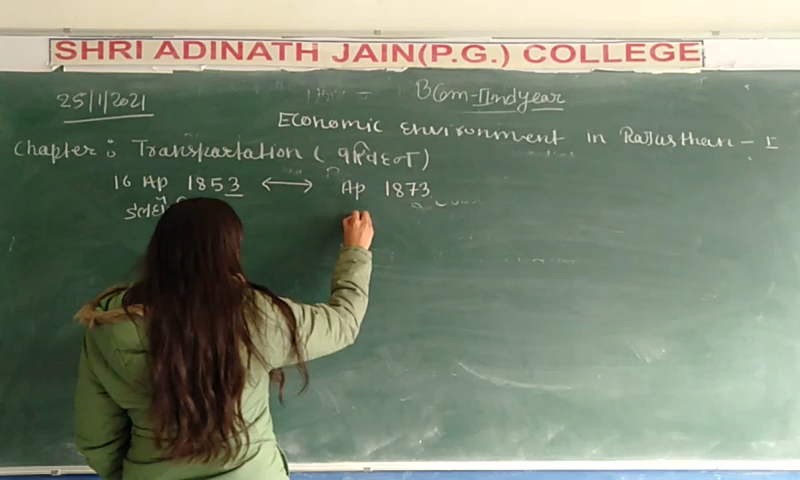 SHRI ADINATH JAIN(P.G.) COLLEGE
25/1/2021
BCom-IInd year
Economic environment in Rajasthan - I
Chapter : Transportation ( परिवहन )
16 Ap 1853 ↔ Ap 1873